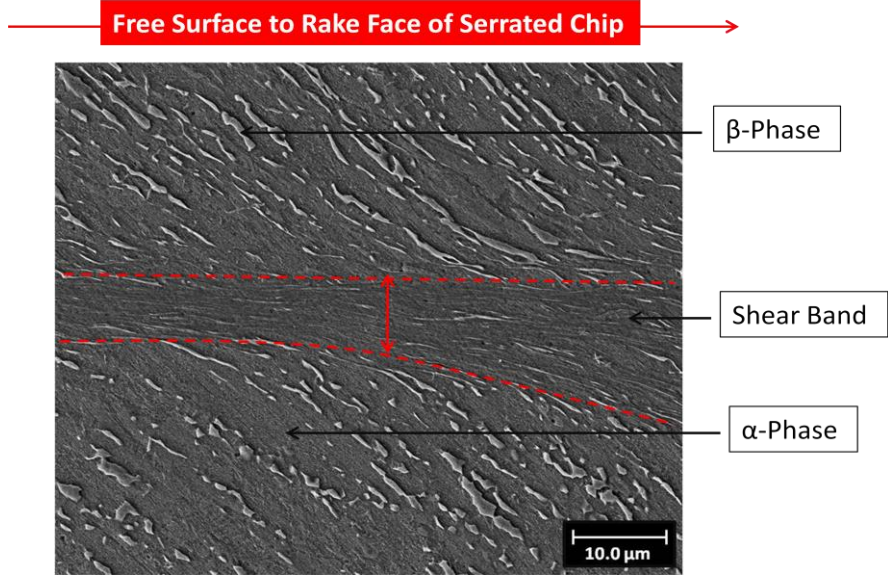 Free Surface to Rake Face of Serrated Chip
β-Phase
Shear Band
α-Phase
10.0 µm